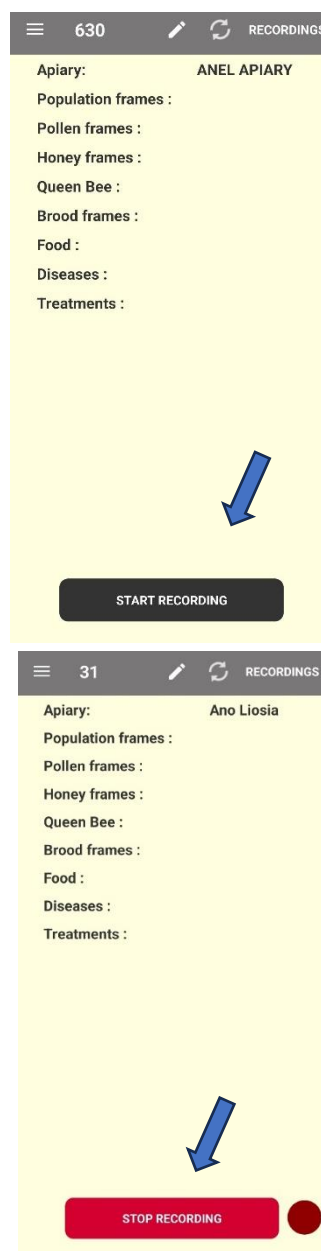 630 RECORDINGS
Apiary: ANEL APIARY
Population frames :
Pollen frames :
Honey frames :
Queen Bee :
Brood frames :
Food :
Diseases :
Treatments :
START RECORDING
31 RECORDINGS
Apiary: Ano Liosia
Population frames :
Pollen frames :
Honey frames :
Queen Bee :
Brood frames :
Food :
Diseases :
Treatments :
STOP RECORDING